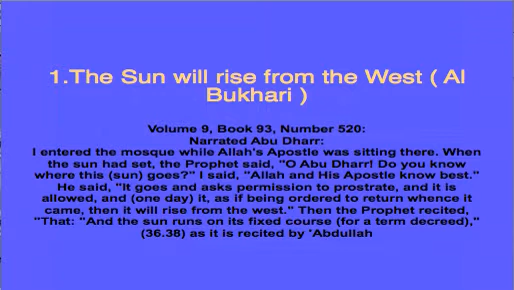 1.The Sun will rise from the West ( Al
Bukhari )
Volume 9, Book 93, Number 520:
Narrated Abu Dharr:
I entered the mosque while Allah's Apostle was sitting there. When
the sun had set, the Prophet said, "O Abu Dharr! Do you know
where this (sun) goes?" I said, "Allah and His Apostle know best."
He said, "It goes and asks permission to prostrate, and it is
allowed, and (one day) it, as if being ordered to return whence it
came, then it will rise from the west." Then the Prophet recited,
"That: "And the sun runs on its fixed course (for a term decreed),"
(36.38) as it is recited by 'Abdullah